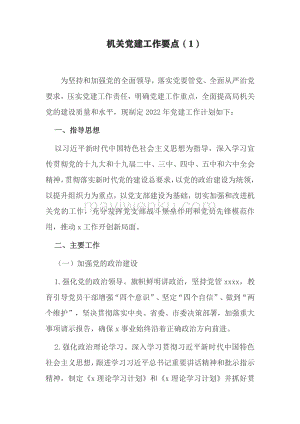 机关党建工作要点（1）
为坚持和加强党的全面领导，落实党要管党、全面从严治党
要求，压实党建工作责任，明确党建工作重点，全面提高局机关
党的建设质量和水平。现制定 2022 年党建工作计划如下：
一、指导思想
以习近平新时代中国特色社会主义思想为指导，深入学习宣
传贯彻党的十九大和十九届二中、三中、四中、五中和六中全会
精神，贯彻落实新时代党的建设总要求，以党的政治建设为统领，
以提升组织力为重点，以党支部建设为基础，切实加强和改进机
关党的工作，充分发挥党支部战斗堡垒作用和党员先锋模范作
用，推动 x 工作开创新局面。
二、主要工作
（一）加强党的政治建设
1.强化党的政治领导。旗帜鲜明讲政治，坚持党管 xxxx，教
育引导党员干部增强“四个意识”、坚定“四个自信”、做到“两
个维护”，坚决贯彻落实中央、省委、市委决策部署，加强重大
事项请示报告，确保 x 事业始终沿着正确政治方向前进。
2.强化政治理论学习。深入学习贯彻习近平新时代中国特色
社会主义思想，跟进学习习近平总书记重要讲话精神和批示指示
精神，制定《x 理论学习计划》和《x 理论学习计划》并抓好贯